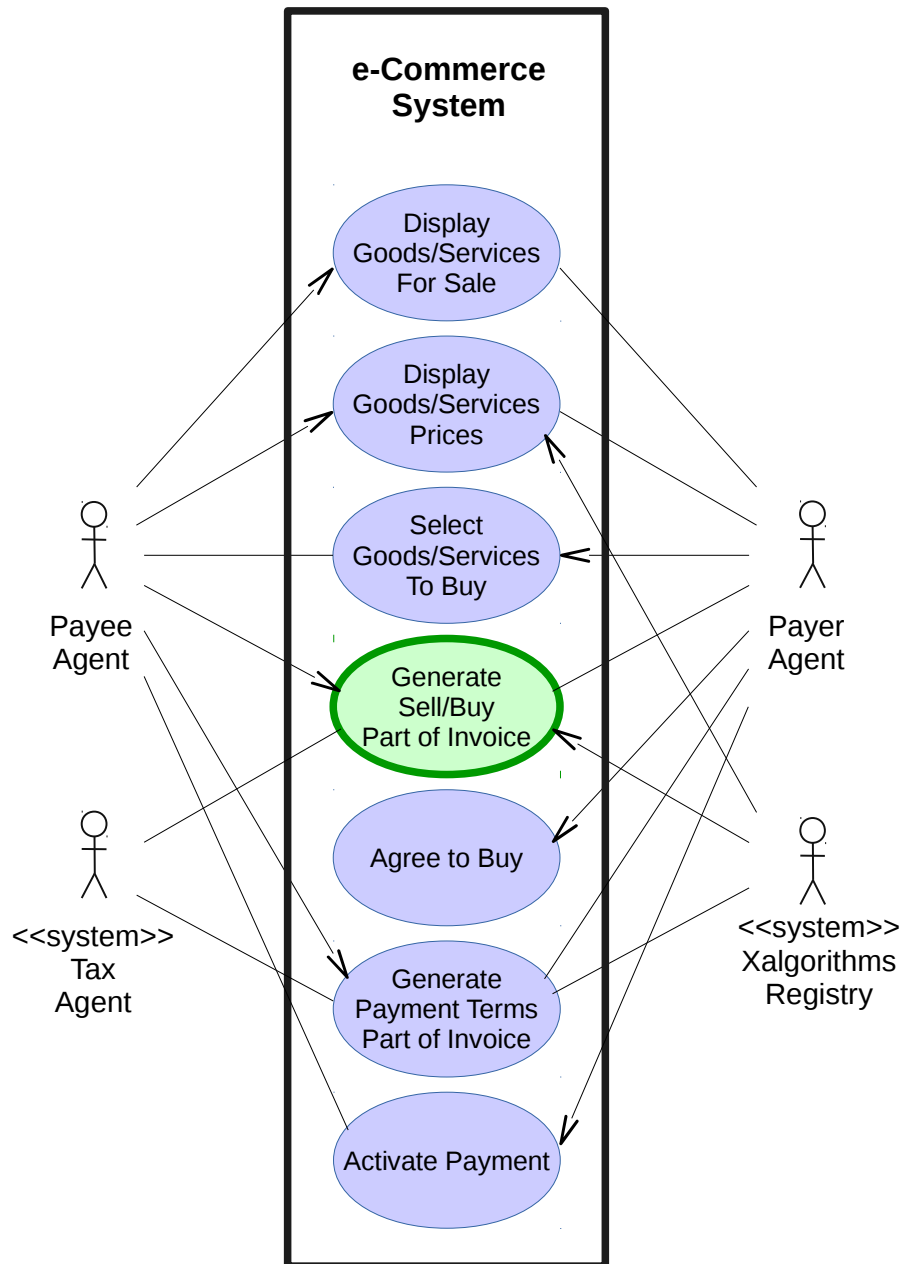 e-Commerce
System
Display
Goods/Services
For Sale
Display
Goods/Services
Prices
Select
Goods/Services
To Buy
Payee
Agent
Payer
Agent
Generate
Sell/Buy
Part of Invoice
Agree to Buy
<<system>>
Tax
Agent
<<system>>
Xalgorithms
Registry
Generate
Payment Terms
Part of Invoice
Activate Payment